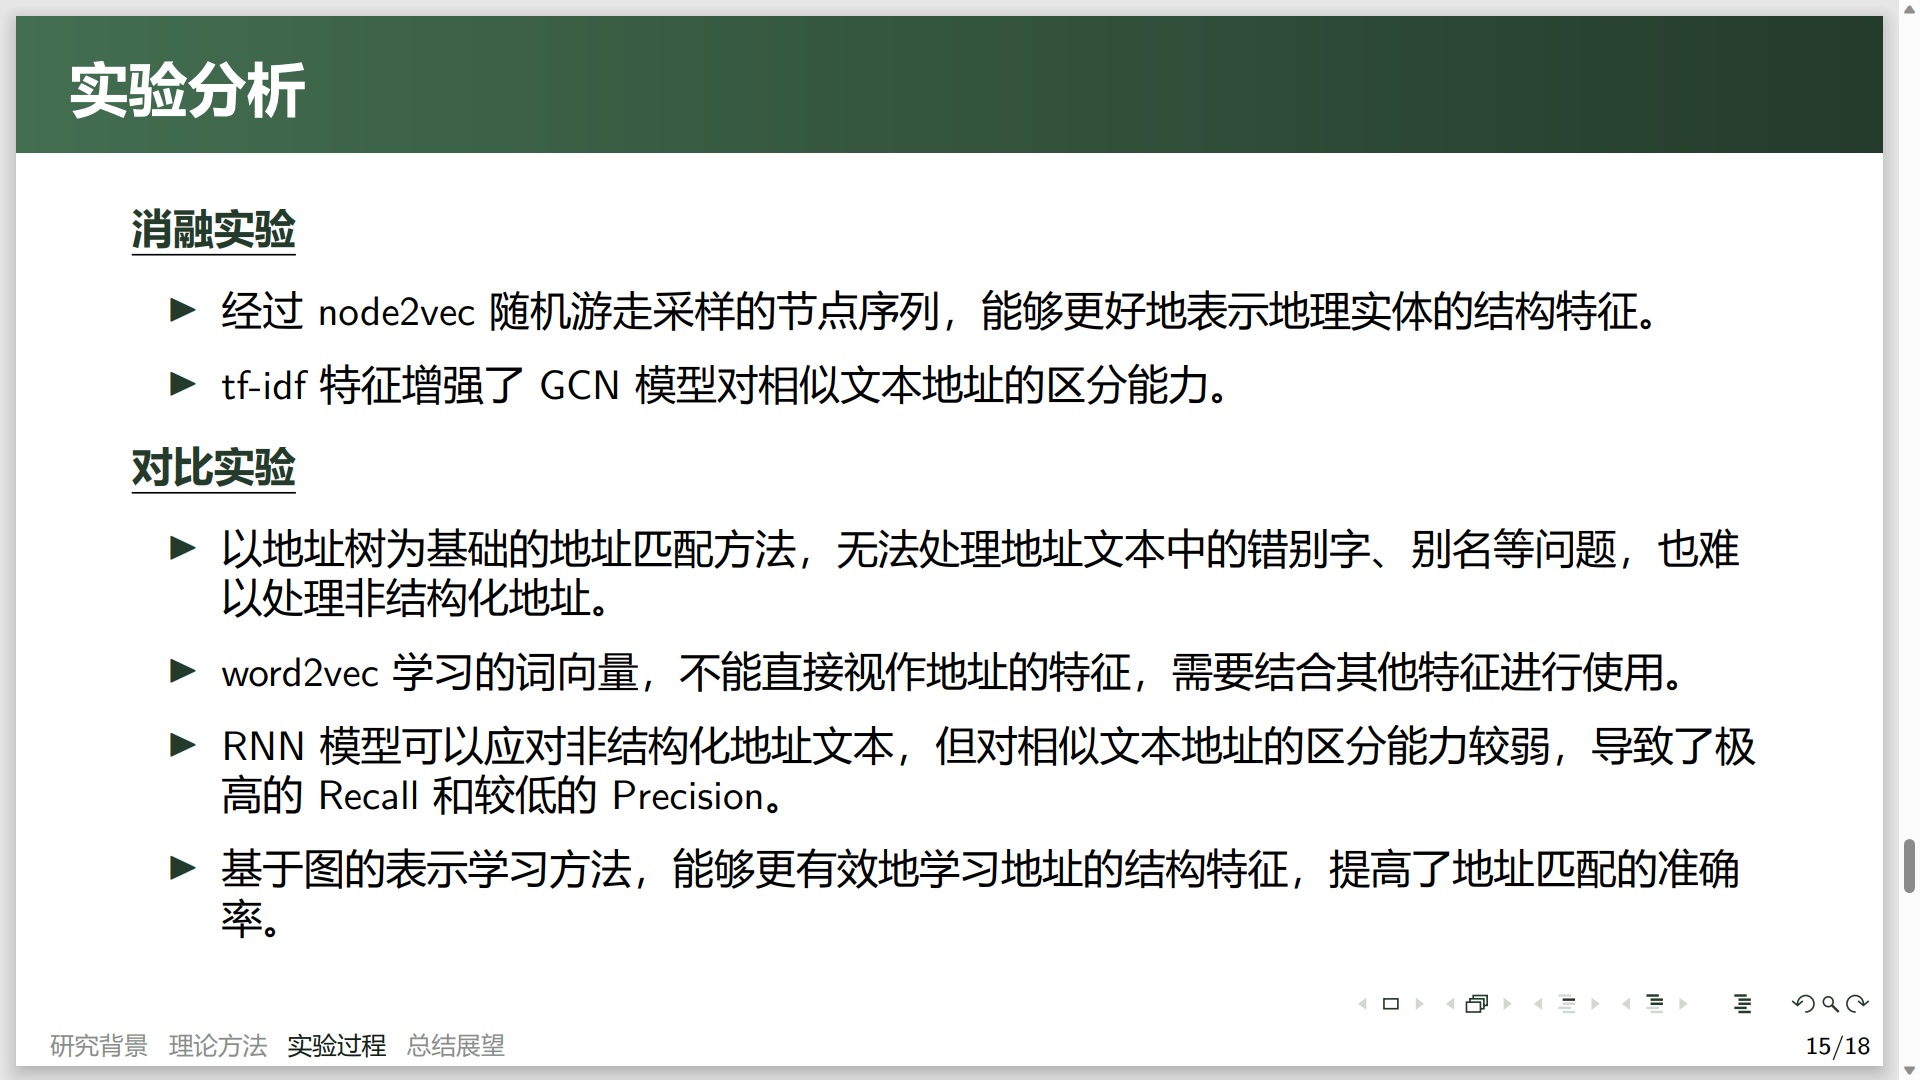 实验分析
消融实验
经过 node2vec 随机游走采样的节点序列，能够更好地表示地理实体的结构特征。
tf-idf 特征增强了 GCN 模型对相似文本地址的区分能力。
对比实验
以地址树为基础的地址匹配方法，无法处理地址文本中的错别字、别名等问题，也难
以处理非结构化地址。
word2vec 学习的词向量，不能直接视作地址的特征，需要结合其他特征进行使用。
RNN 模型可以应对非结构化地址文本，但对相似文本地址的区分能力较弱，导致了极
高的 Recall 和较低的 Precision。
基于图的表示学习方法，能够更有效地学习地址的结构特征，提高了地址匹配的准确
率。
研究背景 理论方法 实验过程 总结展望
15/18